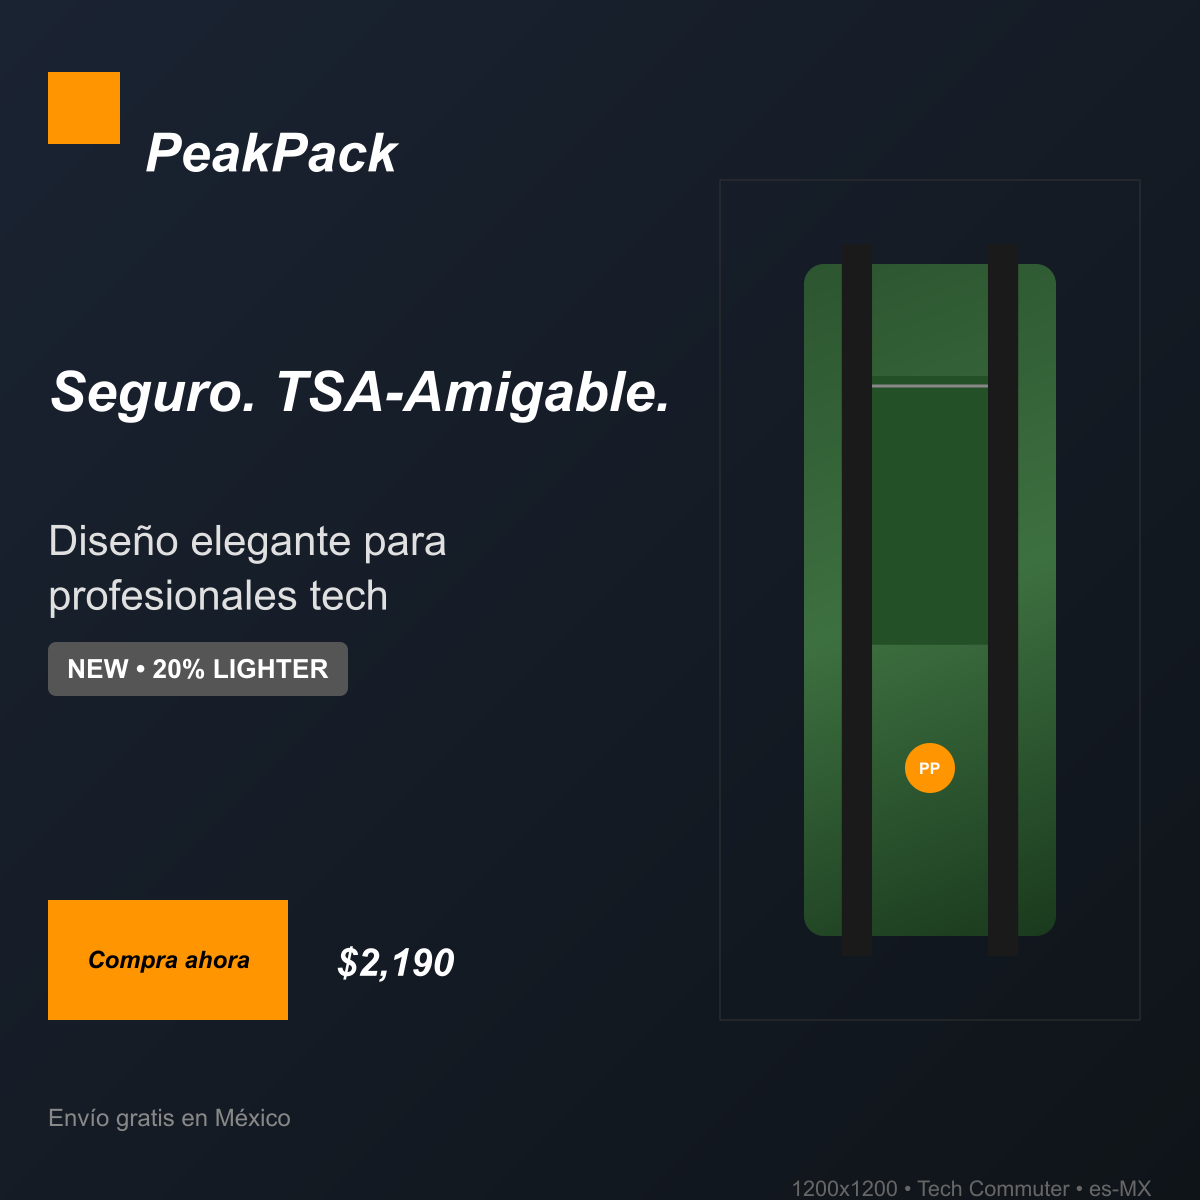 PeakPack
Seguro. TSA-Amigable.
Diseño elegante para
profesionales tech
NEW • 20% LIGHTER
PP
Compra ahora
$2,190
Envío gratis en México
1200x1200 • Tech Commuter • es-MX